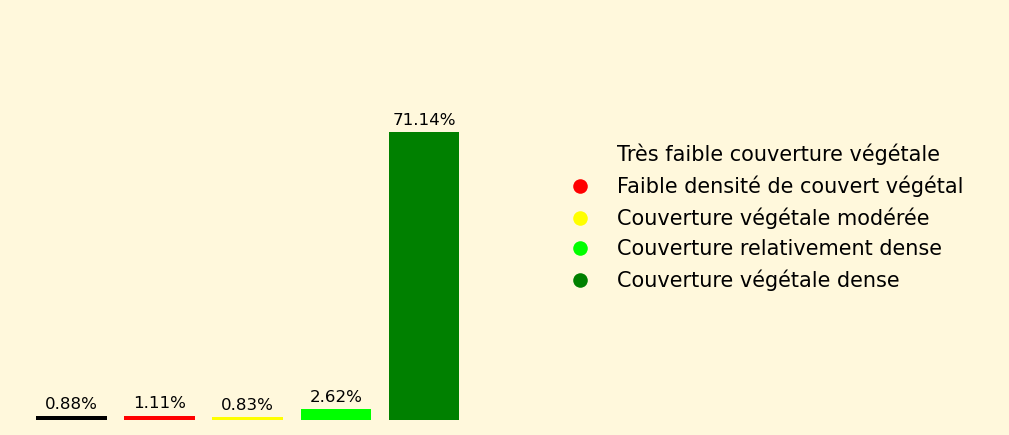 71.14%
0.88%
1.11%
0.83%
2.62%
Très faible couverture végétale
Faible densité de couvert végétal
Couverture végétale modérée
Couverture relativement dense
Couverture végétale dense